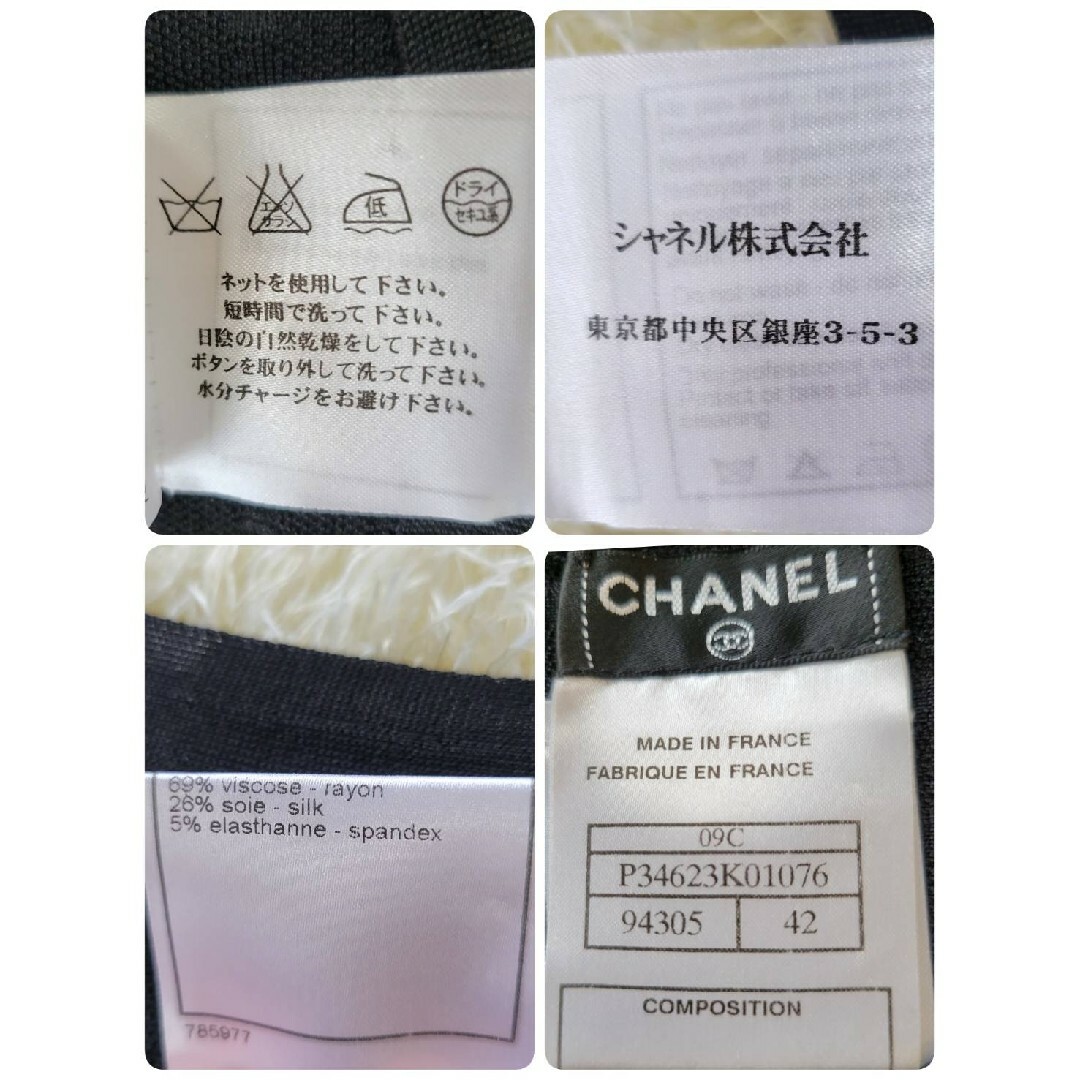 エンソ
サラシ
低
ドライ
セキユ系
ネットを使用して下さい。
短時間で洗って下さい。
日陰の自然乾燥をして下さい。
ボタンを取り外して洗って下さい。
水分チャージをお避け下さい。
シャネル株式会社
東京都中央区銀座3-5-3
69% viscose - rayon
26% soie - silk
5% elasthanne - spandex
785977
CHANEL
MADE IN FRANCE
FABRIQUE EN FRANCE
09C
P34623K01076
94305 42
COMPOSITION